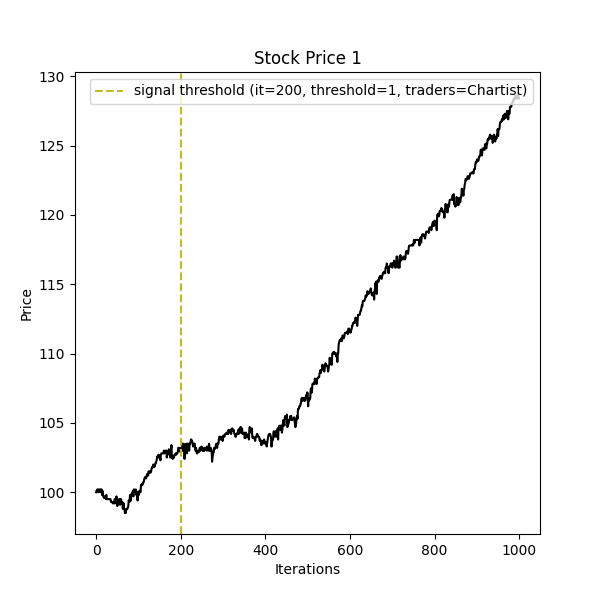 Stock Price 1
signal threshold (it=200, threshold=1, traders=Chartist)
130
125
120
115
110
105
100
Price
0 200 400 600 800 1000
Iterations